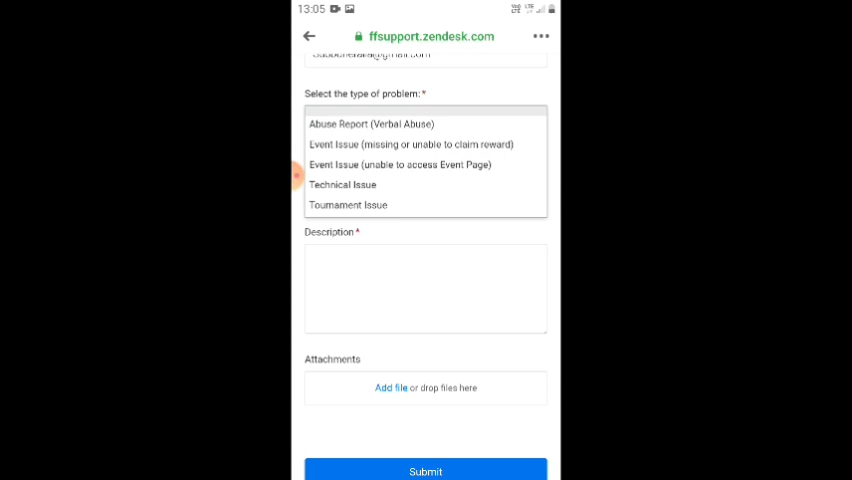 13:05
ffsupport.zendesk.com
Select the type of problem:*
Abuse Report (Verbal Abuse)
Event Issue (missing or unable to claim reward)
Event Issue (unable to access Event Page)
Technical Issue
Tournament Issue
Description *
Attachments
Add file or drop files here
Submit